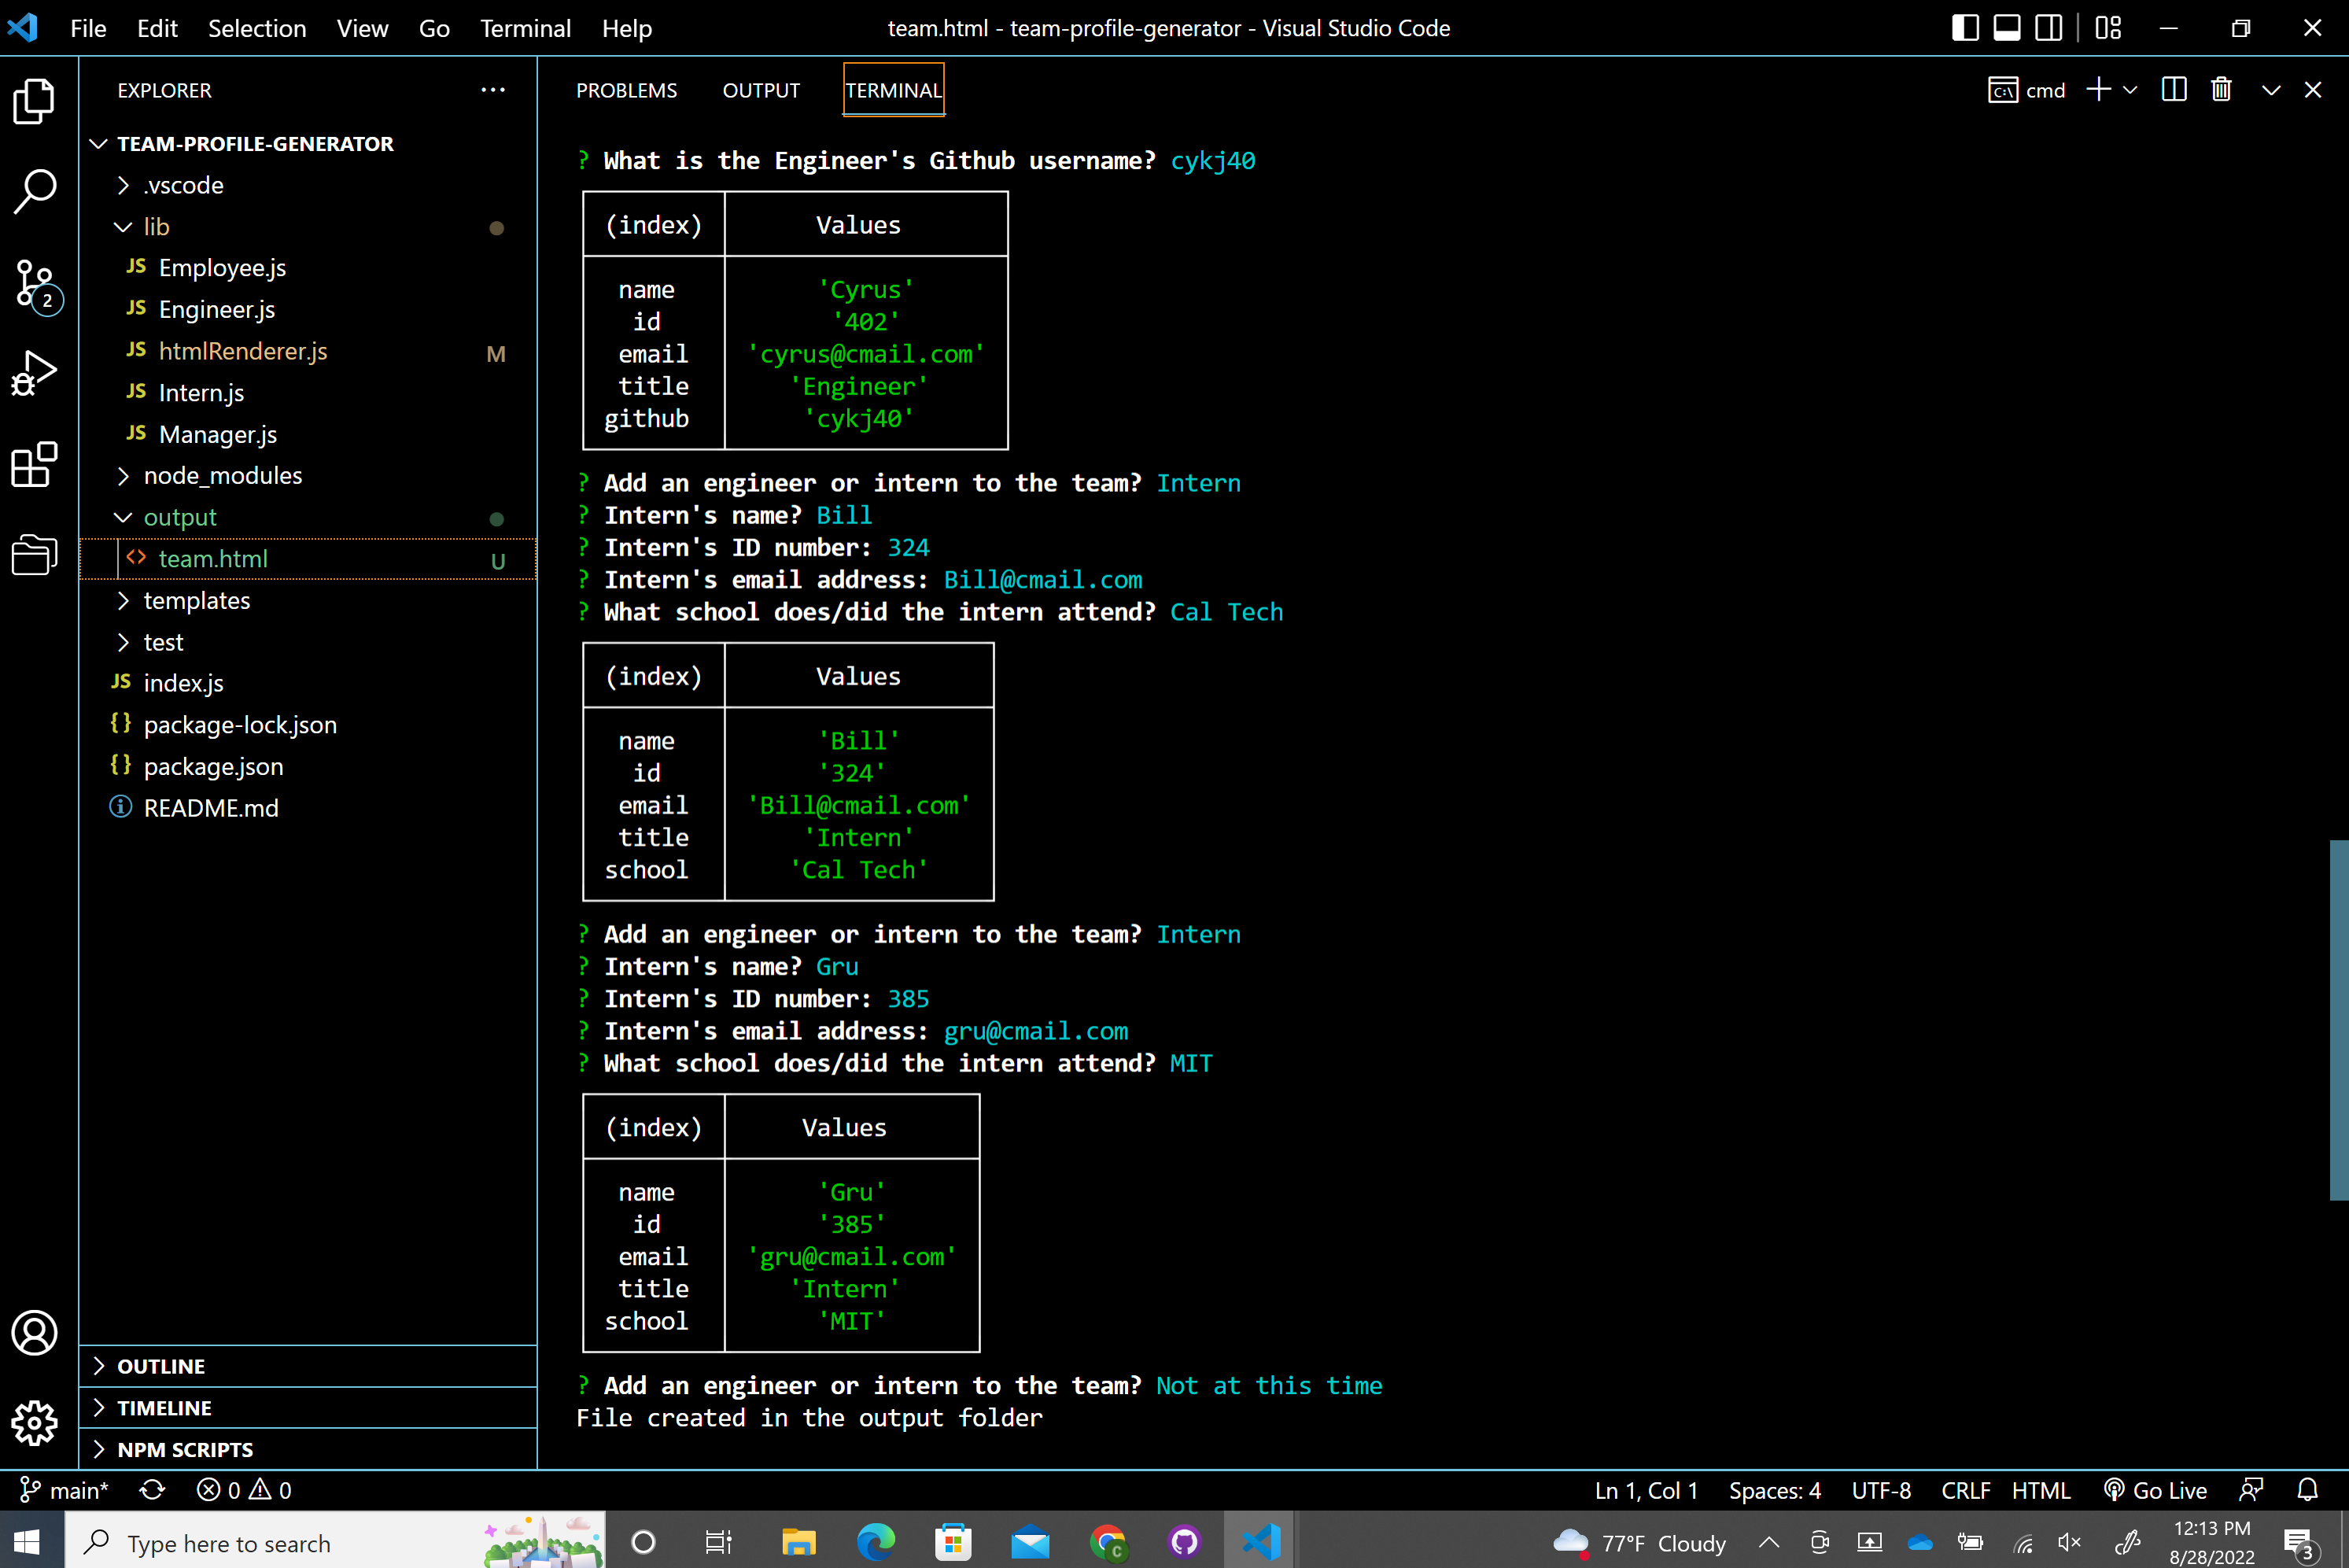 File Edit Selection View Go Terminal Help team.html - team-profile-generator - Visual Studio Code
EXPLORER ···
TEAM-PROFILE-GENERATOR
.vscode
lib
JS Employee.js
JS Engineer.js
JS htmlRenderer.js M
JS Intern.js
JS Manager.js
node_modules
output
<> team.html U
templates
test
JS index.js
{} package-lock.json
{} package.json
README.md
2
OUTLINE
TIMELINE
NPM SCRIPTS
PROBLEMS OUTPUT TERMINAL cmd
? What is the Engineer's Github username? cykj40
(index) Values
name 'Cyrus'
id '402'
email 'cyrus@cmail.com'
title 'Engineer'
github 'cykj40'
? Add an engineer or intern to the team? Intern
? Intern's name? Bill
? Intern's ID number: 324
? Intern's email address: Bill@cmail.com
? What school does/did the intern attend? Cal Tech
(index) Values
name 'Bill'
id '324'
email 'Bill@cmail.com'
title 'Intern'
school 'Cal Tech'
? Add an engineer or intern to the team? Intern
? Intern's name? Gru
? Intern's ID number: 385
? Intern's email address: gru@cmail.com
? What school does/did the intern attend? MIT
(index) Values
name 'Gru'
id '385'
email 'gru@cmail.com'
title 'Intern'
school 'MIT'
? Add an engineer or intern to the team? Not at this time
File created in the output folder
main* 0 0 Ln 1, Col 1 Spaces: 4 UTF-8 CRLF HTML Go Live
Type here to search 77°F Cloudy 12:13 PM
8/28/2022 3